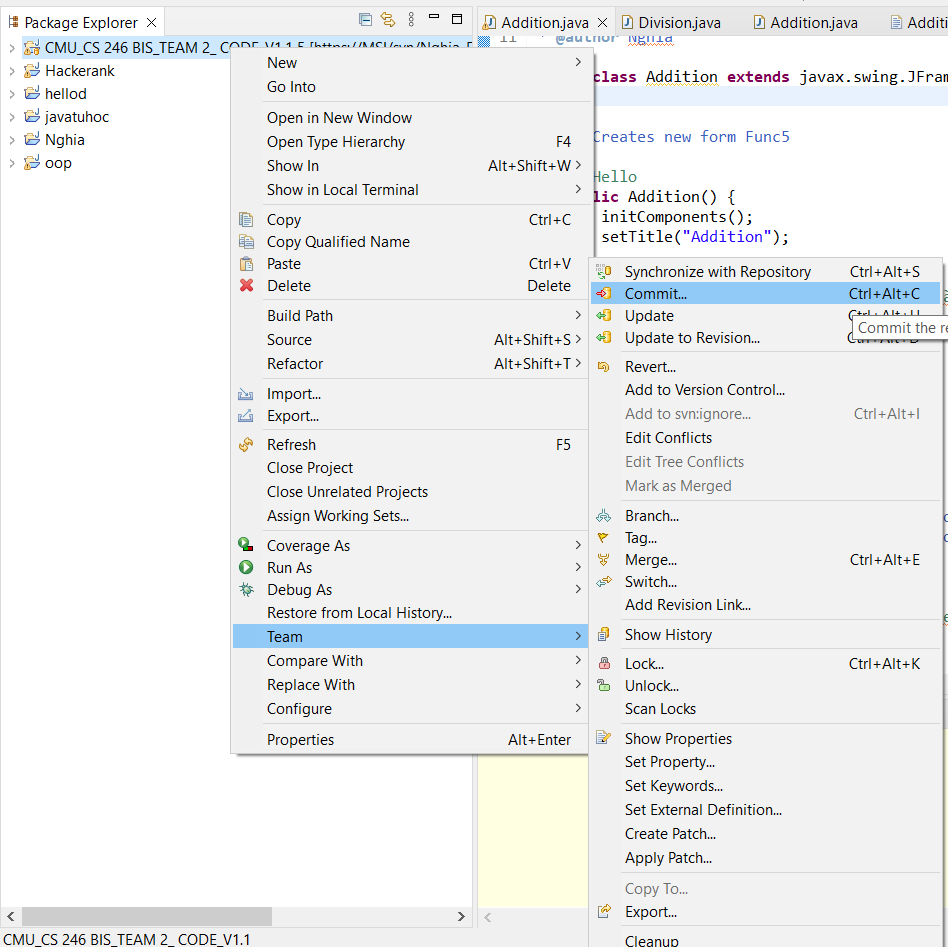 Package Explorer
CMU_CS 246 BIS_TEAM 2_ CODE_V1.1.5 [https://MSI/svn/Nghia_
Hackerank
hellod
javatuhoc
Nghia
oop
New
Go Into
Open in New Window
Open Type Hierarchy F4
Show In Alt+Shift+W
Show in Local Terminal
Copy Ctrl+C
Copy Qualified Name
Paste Ctrl+V
Delete Delete
Build Path
Source Alt+Shift+S
Refactor Alt+Shift+T
Import...
Export...
Refresh F5
Close Project
Close Unrelated Projects
Assign Working Sets...
Coverage As
Run As
Debug As
Restore from Local History...
Team
Compare With
Replace With
Configure
Properties Alt+Enter
Addition.java Division.java Addition.java Additi
11 * @author Nghia
class Addition extends javax.swing.JFram
Creates new form Func5
Hello
lic Addition() {
initComponents();
setTitle("Addition");
Synchronize with Repository Ctrl+Alt+S
Commit... Ctrl+Alt+C
Update Ctrl+Alt+U
Commit the re
Update to Revision... Ctrl+Alt+D
Revert...
Add to Version Control...
Add to svn:ignore... Ctrl+Alt+I
Edit Conflicts
Edit Tree Conflicts
Mark as Merged
Branch...
Tag...
Merge... Ctrl+Alt+E
Switch...
Add Revision Link...
Show History
Lock... Ctrl+Alt+K
Unlock...
Scan Locks
Show Properties
Set Property...
Set Keywords...
Set External Definition...
Create Patch...
Apply Patch...
Copy To...
Export...
Cleanup
CMU_CS 246 BIS_TEAM 2_ CODE_V1.1